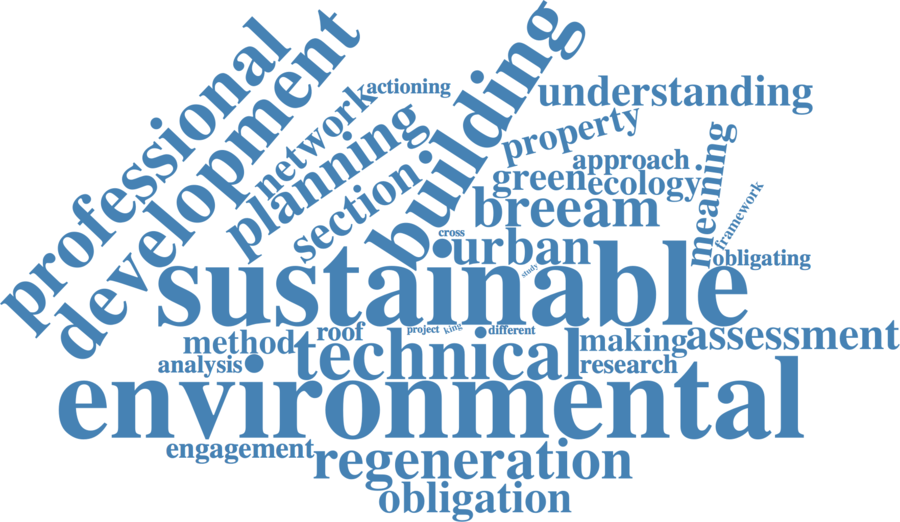 professional
development
network
actioning
planning
section
building
understanding
property
approach
green
ecology
meaning
framework
breeam
cross
urban
study
obligating
sustainable
method
roof
project
king
different
making
assessment
analysis
technical
research
environmental
engagement
regeneration
obligation